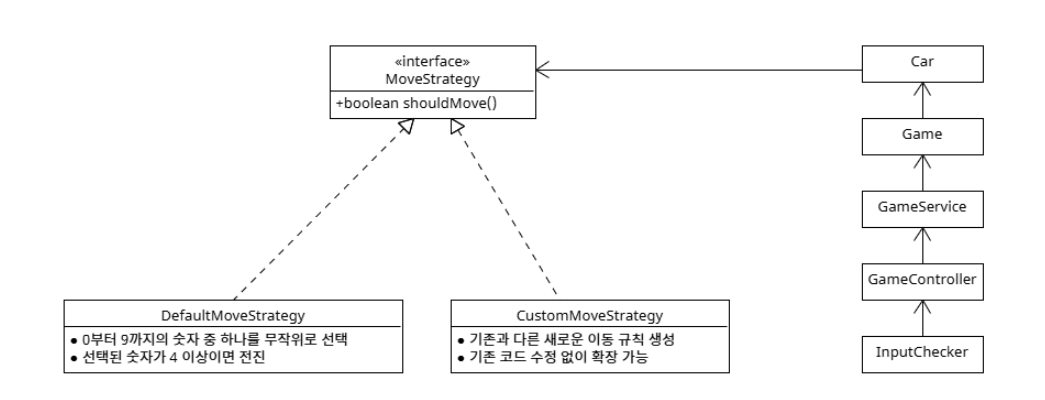 «interface»
MoveStrategy
+boolean shouldMove()
Car
Game
GameService
GameController
InputChecker
DefaultMoveStrategy
● 0부터 9까지의 숫자 중 하나를 무작위로 선택
● 선택된 숫자가 4 이상이면 전진
CustomMoveStrategy
● 기존과 다른 새로운 이동 규칙 생성
● 기존 코드 수정 없이 확장 가능